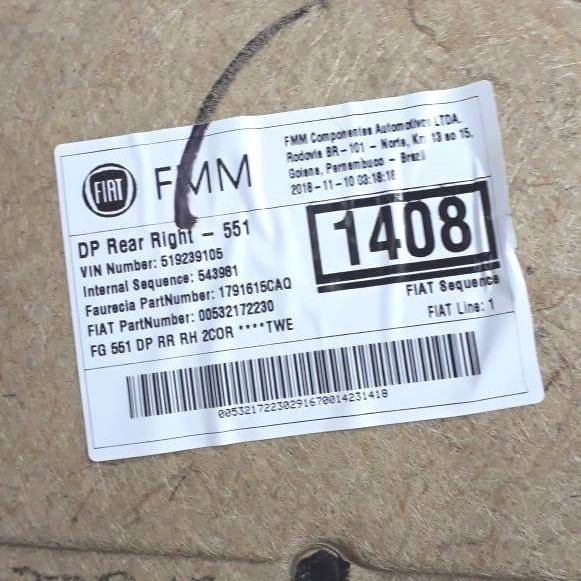 FIAT
FMM
FMM Componentes Automotivos LTDA.
Rodovia BR-101 - Norte, Km 13 ao 15,
Goiana, Pernambuco - Brazil
2018-11-10 03:18:18
DP Rear Right - 551
VIN Number: 519239105
Internal Sequence: 543981
Faurecia PartNumber: 1791615CAQ
FIAT PartNumber: 00532172230
FG 551 DP RR RH 2COR ****TWE
1408
FIAT Sequence
FIAT Line: 1
00532172230291670014231418